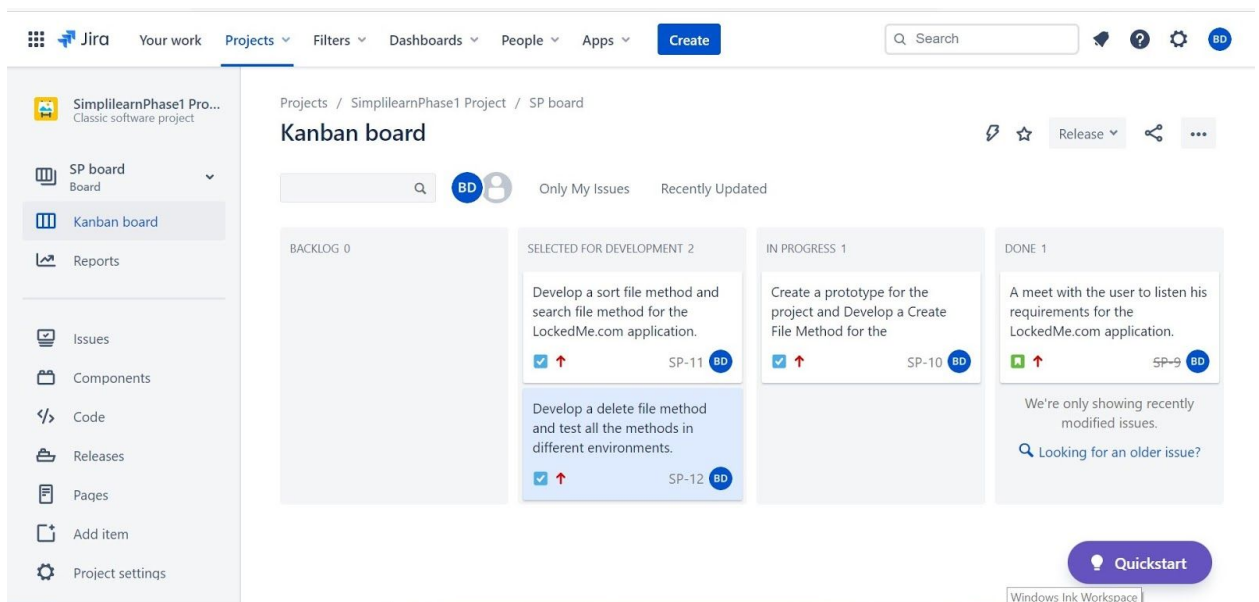 Jira
Your work
Projects
Filters
Dashboards
People
Apps
Create
Search
BD
SimplilearnPhase1 Pro...
Classic software project
SP board
Board
Kanban board
Reports
Issues
Components
Code
Releases
Pages
Add item
Project settings
Projects / SimplilearnPhase1 Project / SP board
Kanban board
Release
BD
Only My Issues
Recently Updated
BACKLOG 0
SELECTED FOR DEVELOPMENT 2
Develop a sort file method and
search file method for the
LockedMe.com application.
SP-11 BD
Develop a delete file method
and test all the methods in
different environments.
SP-12 BD
IN PROGRESS 1
Create a prototype for the
project and Develop a Create
File Method for the
SP-10 BD
DONE 1
A meet with the user to listen his
requirements for the
LockedMe.com application.
SP-9 BD
We're only showing recently
modified issues.
Looking for an older issue?
Quickstart
Windows Ink Workspace